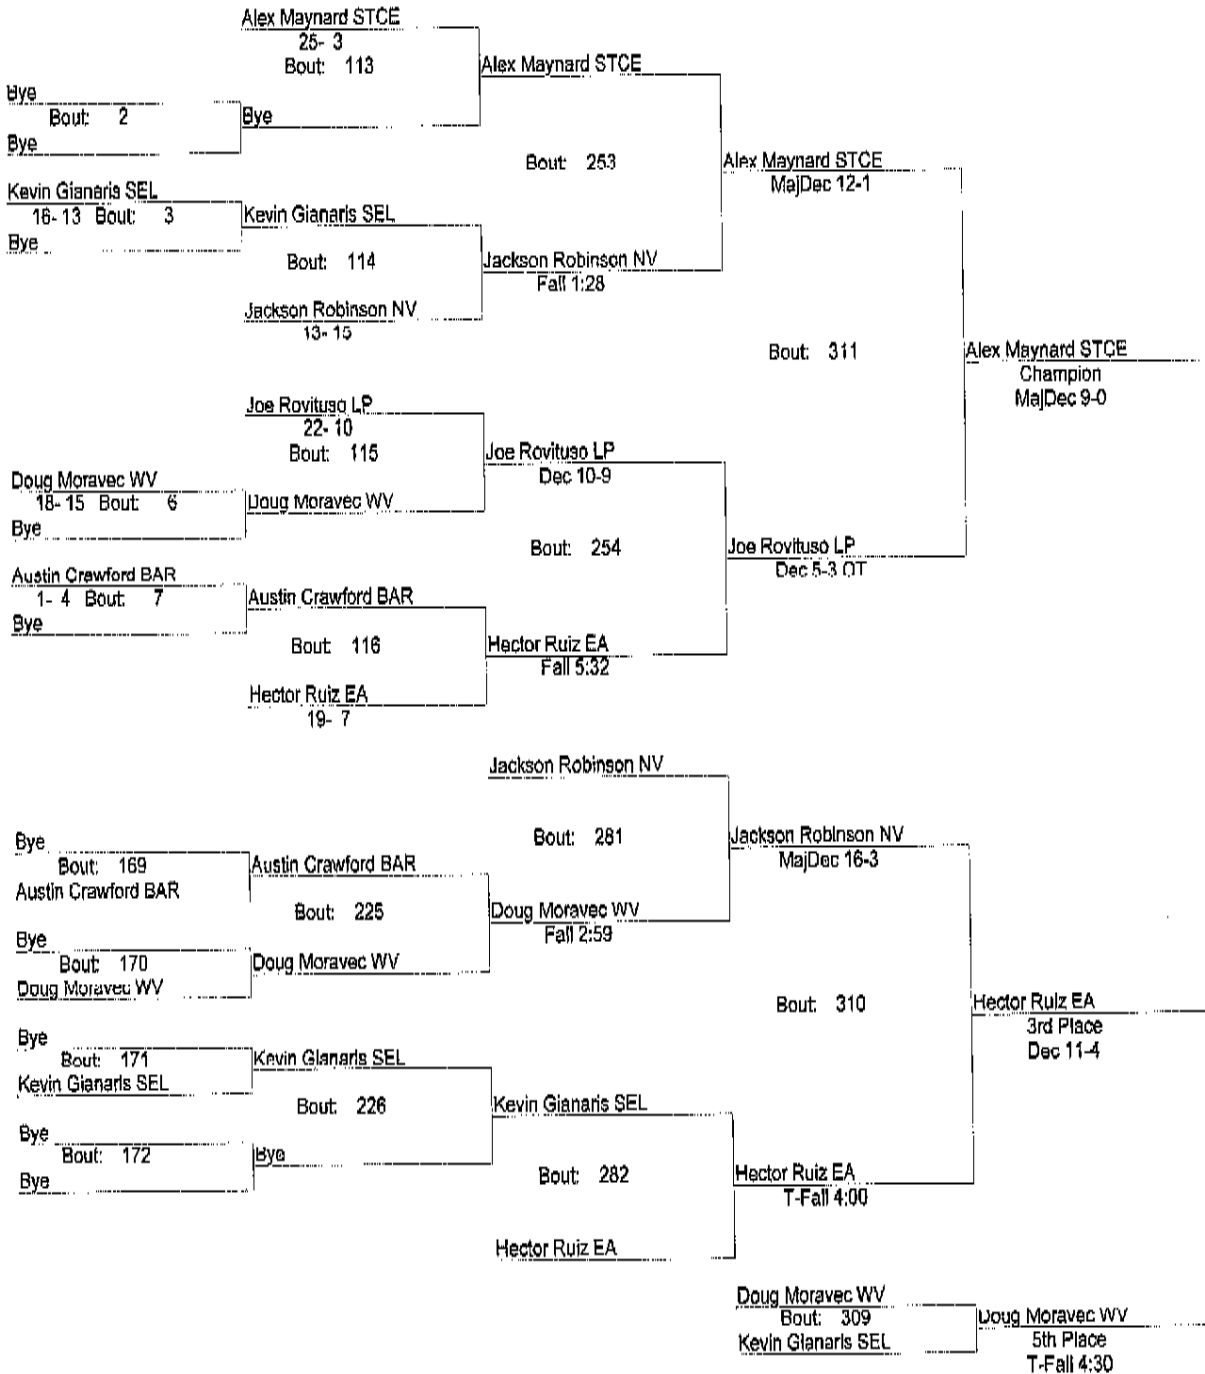 Alex Maynard STCE
25- 3
Bout: 113
Alex Maynard STCE
Bye
Bout: 2
Bye
Bye
Bout: 253
Alex Maynard STCE
MajDec 12-1
Kevin Gianaris SEL
16- 13 Bout: 3
Kevin Gianaris SEL
Bye
Bout: 114
Jackson Robinson NV
Fall 1:28
Jackson Robinson NV
13- 15
Bout: 311
Alex Maynard STCE
Champion
MajDec 9-0
Joe Rovituso LP
22- 10
Bout: 115
Joe Rovituso LP
Dec 10-9
Doug Moravec WV
18- 15 Bout: 6
Doug Moravec WV
Bye
Bout: 254
Joe Rovituso LP
Dec 5-3 OT
Austin Crawford BAR
1- 4 Bout: 7
Austin Crawford BAR
Bye
Bout: 116
Hector Ruiz EA
Fall 5:32
Hector Ruiz EA
19- 7
Jackson Robinson NV
Bout: 281
Jackson Robinson NV
MajDec 16-3
Bye
Bout: 169
Austin Crawford BAR
Austin Crawford BAR
Bout: 225
Doug Moravec WV
Fall 2:59
Bye
Bout: 170
Doug Moravec WV
Doug Moravec WV
Bout: 310
Hector Ruiz EA
3rd Place
Dec 11-4
Bye
Bout: 171
Kevin Gianaris SEL
Kevin Gianaris SEL
Bout: 226
Kevin Gianaris SEL
Bye
Bout: 172
Bye
Bye
Bout: 282
Hector Ruiz EA
T-Fall 4:00
Hector Ruiz EA
Doug Moravec WV
Bout: 309
Kevin Gianaris SEL
Doug Moravec WV
5th Place
T-Fall 4:30